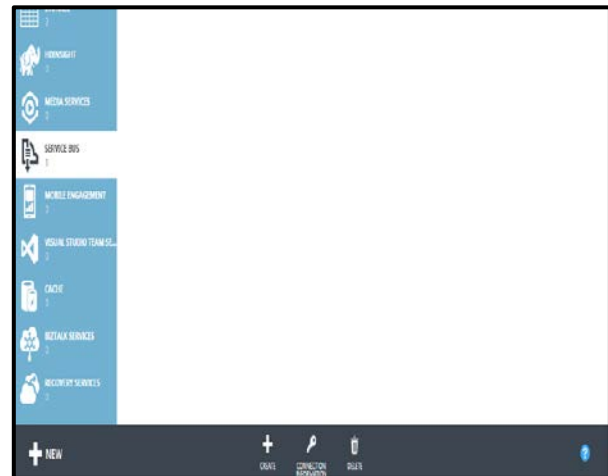 HDINSIGHT
MEDIA SERVICES
SERVICE BUS
MOBILE ENGAGEMENT
VISUAL STUDIO TEAM SE...
CACHE
BIZTALK SERVICES
RECOVERY SERVICES
NEW
CREATE
CONNECTION
INFORMATION
DELETE
?